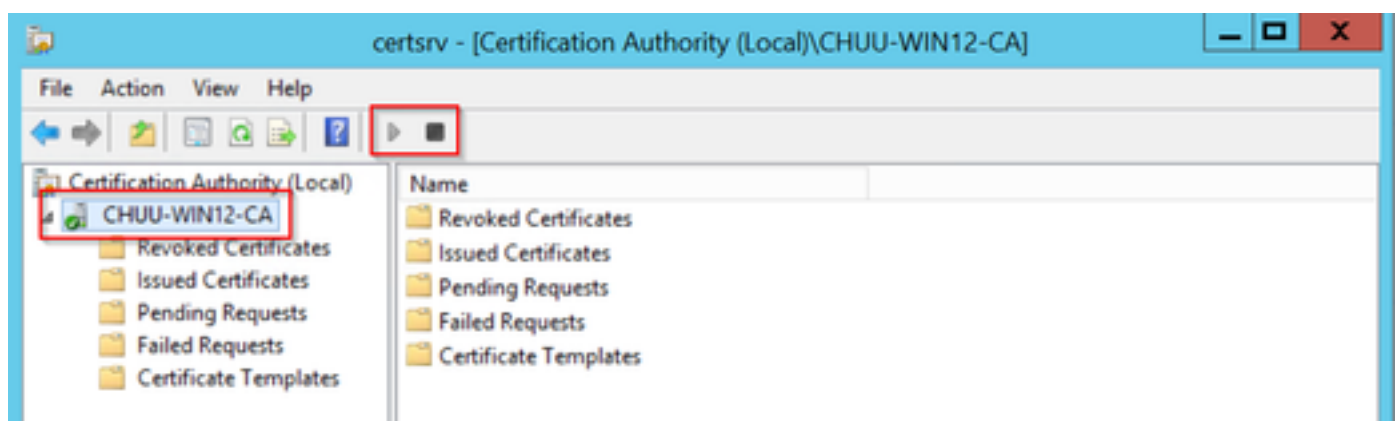 certsrv - [Certification Authority (Local)\CHUU-WIN12-CA]
File Action View Help
Certification Authority (Local)
CHUU-WIN12-CA
Revoked Certificates
Issued Certificates
Pending Requests
Failed Requests
Certificate Templates
Name
Revoked Certificates
Issued Certificates
Pending Requests
Failed Requests
Certificate Templates